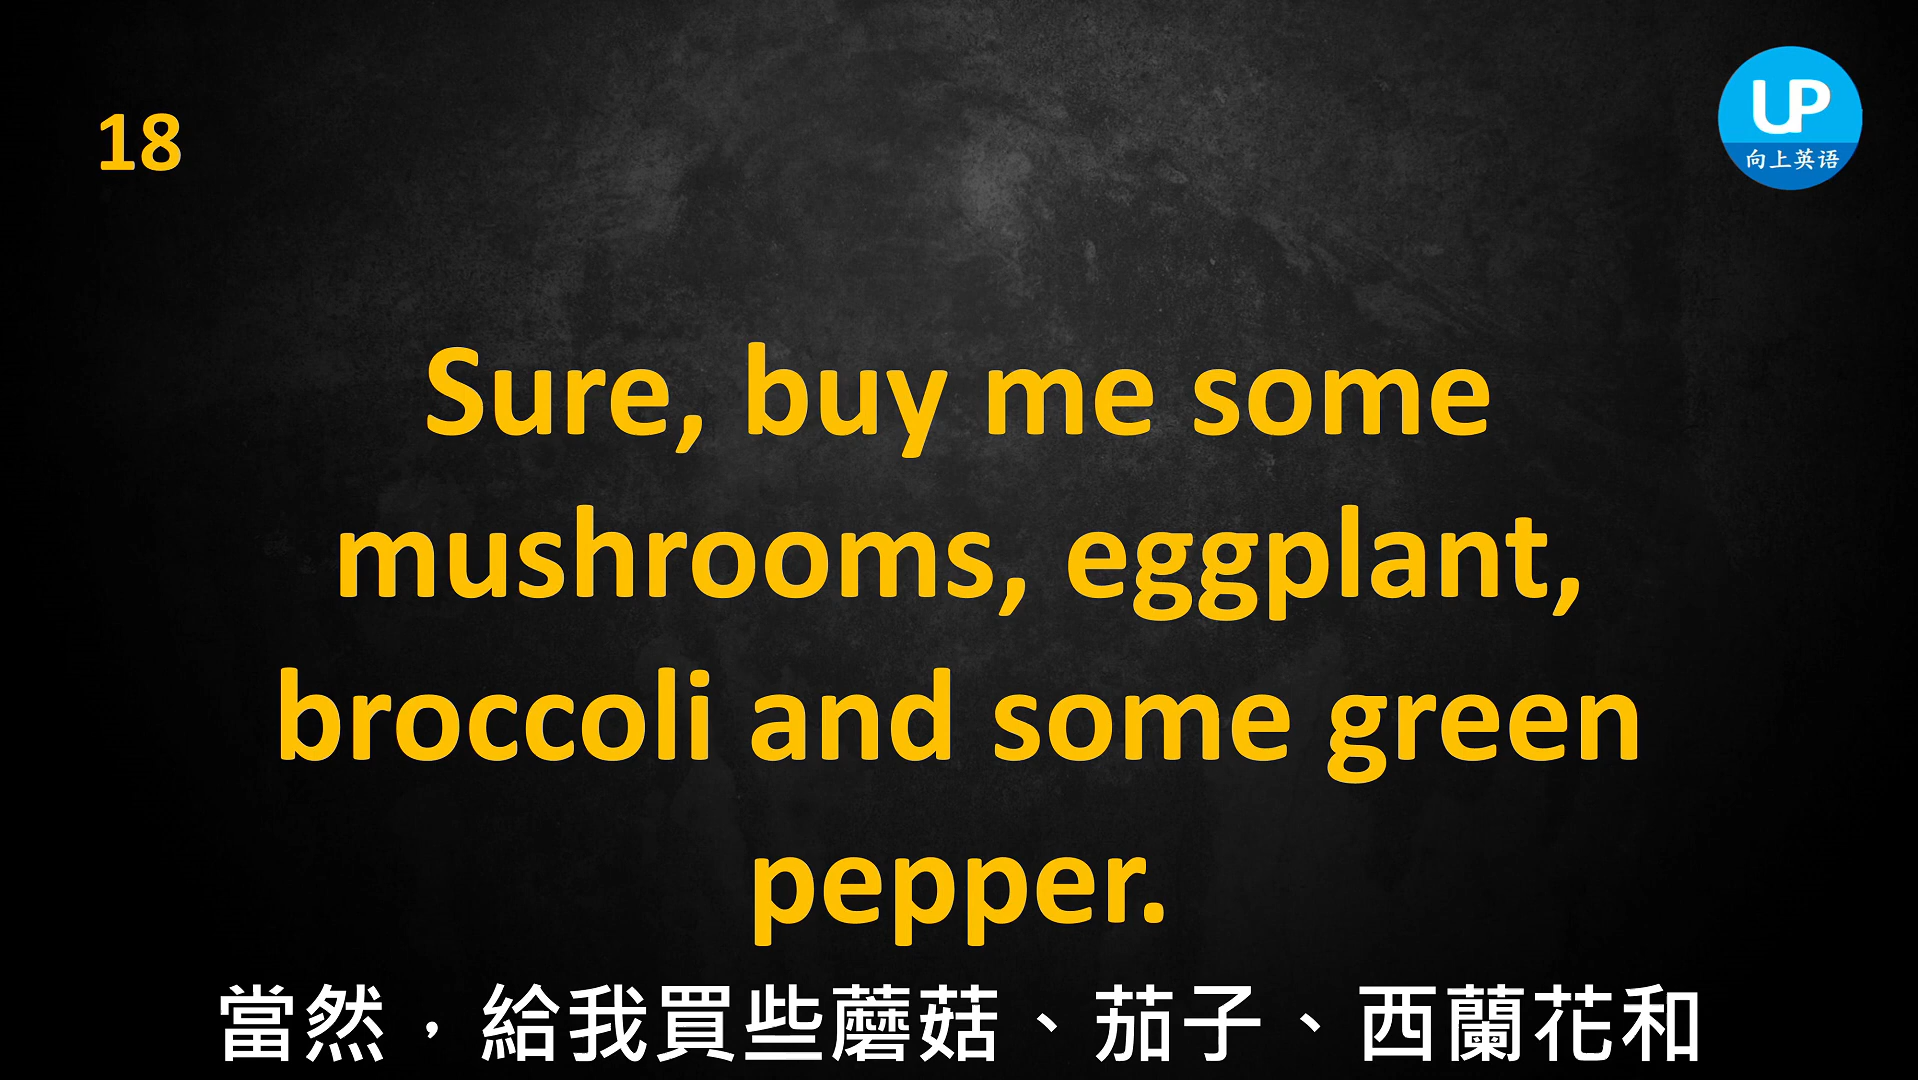 18
UP
向上英语
Sure, buy me some
mushrooms, eggplant,
broccoli and some green
pepper.
當然，給我買些蘑菇、茄子、西蘭花和